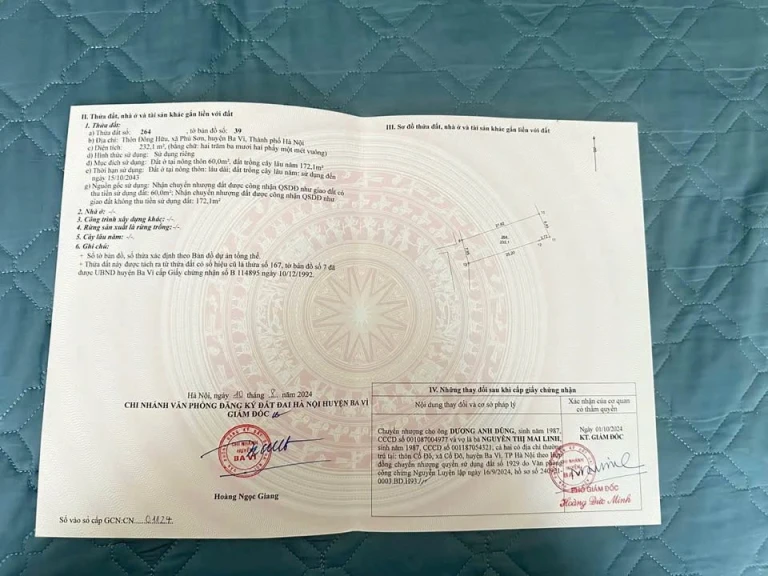 II. Thửa đất, nhà ở và tài sản khác gắn liền với đất
1. Thửa đất:
a) Thửa đất số: 264 , tờ bản đồ số: 39
b) Địa chỉ: Thôn Đông Hữu, xã Phú Sơn, huyện Ba Vì, Thành phố Hà Nội
c) Diện tích: 232,1 m², (bằng chữ: hai trăm ba mươi hai phẩy một mét vuông)
d) Hình thức sử dụng: Sử dụng riêng
đ) Mục đích sử dụng: Đất ở tại nông thôn 60,0m²; đất trồng cây lâu năm 172,1m²
e) Thời hạn sử dụng: Đất ở tại nông thôn: lâu dài; đất trồng cây lâu năm: sử dụng đến
ngày 15/10/2043
g) Nguồn gốc sử dụng: Nhận chuyển nhượng đất được công nhận QSDĐ như giao đất có
thu tiền sử dụng đất: 60,0m²; Nhận chuyển nhượng đất được công nhận QSDĐ như
giao đất không thu tiền sử dụng đất: 172,1m²
2. Nhà ở: -/-
3. Công trình xây dựng khác: -/-
4. Rừng sản xuất là rừng trồng: -/-
5. Cây lâu năm: -/-
6. Ghi chú:
+ Số tờ bản đồ, số thửa xác định theo Bản đồ dự án tổng thể.
+ Thửa đất này được tách ra từ thửa đất có số hiệu cũ là thửa số 167, tờ bản đồ số 7 đã
được UBND huyện Ba Vì cấp Giấy chứng nhận số B 114895 ngày 10/12/1992.
Hà Nội, ngày tháng năm 2024
CHI NHÁNH VĂN PHÒNG ĐĂNG KÝ ĐẤT ĐAI HÀ NỘI HUYỆN BA VÌ
GIÁM ĐỐC
CHI NHÁNH
HUYỆN
BA VÌ
Hoàng Ngọc Giang
Số vào sổ cấp GCN:CN 01124
III. Sơ đồ thửa đất, nhà ở và tài sản khác gắn liền với đất
264
232,1
IV. Những thay đổi sau khi cấp giấy chứng nhận
Nội dung thay đổi và cơ sở pháp lý
Xác nhận của cơ quan
có thẩm quyền
Chuyển nhượng cho ông DƯƠNG ANH DŨNG, sinh năm 1987,
CCCD số 001087004977 và vợ là bà NGUYỄN THỊ MAI LINH,
sinh năm 1987, CCCD số 001187054321, cả hai có địa chỉ thường
trú tại: thôn Cổ Đô, xã Cổ Đô, huyện Ba Vì, TP Hà Nội theo hợp
đồng chuyển nhượng quyền sử dụng đất số 1929 do Văn phòng
công chứng Nguyễn Luyện lập ngày 16/9/2024, hồ sơ số
01/10/2024
KT. GIÁM ĐỐC
PHÓ GIÁM ĐỐC
Hoàng Đức Minh